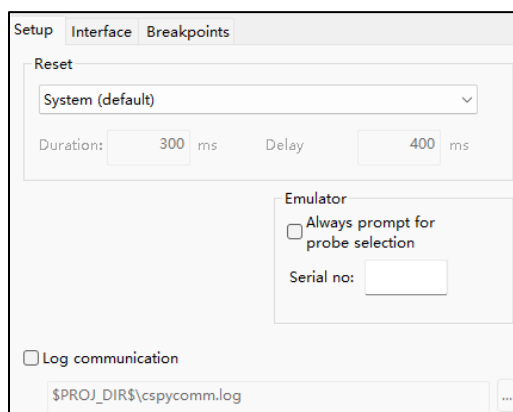 Setup Interface Breakpoints
Reset
System (default)
Duration: 300 ms Delay 400 ms
Emulator
Always prompt for
probe selection
Serial no:
Log communication
$PROJ_DIR$\cspycomm.log
...